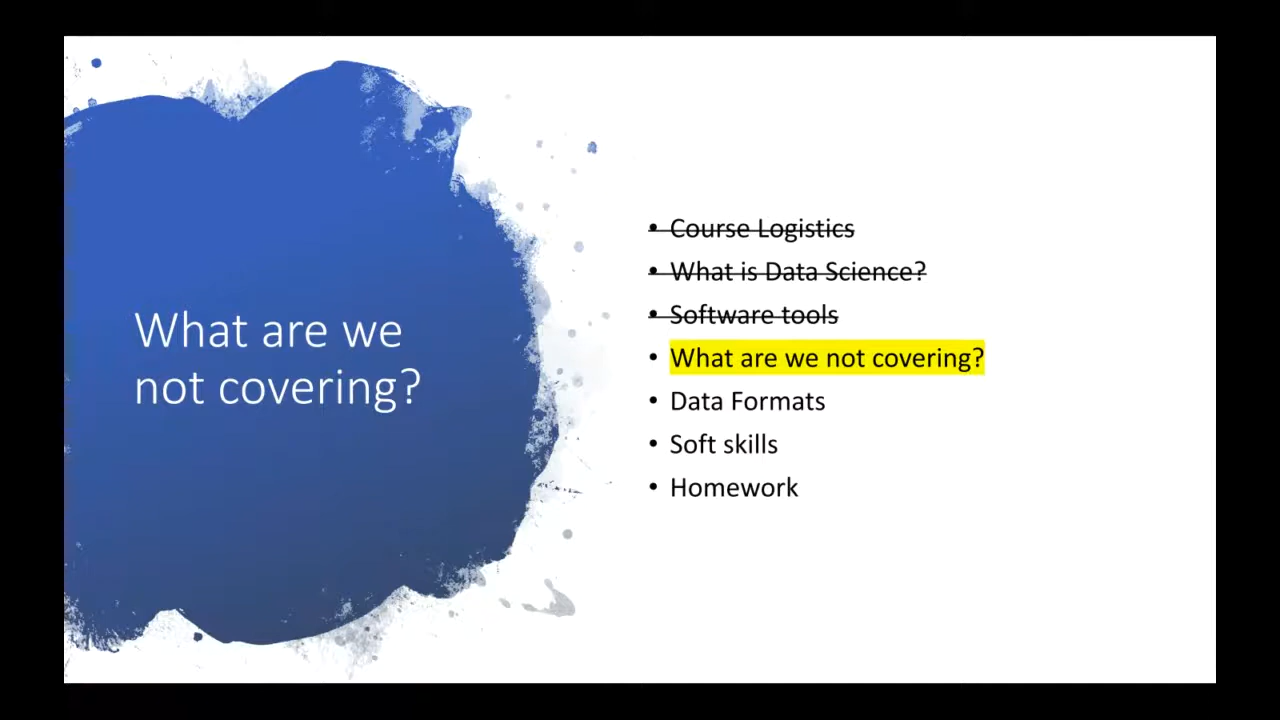 What are we
not covering?
• Course Logistics
• What is Data Science?
• Software tools
• What are we not covering?
• Data Formats
• Soft skills
• Homework